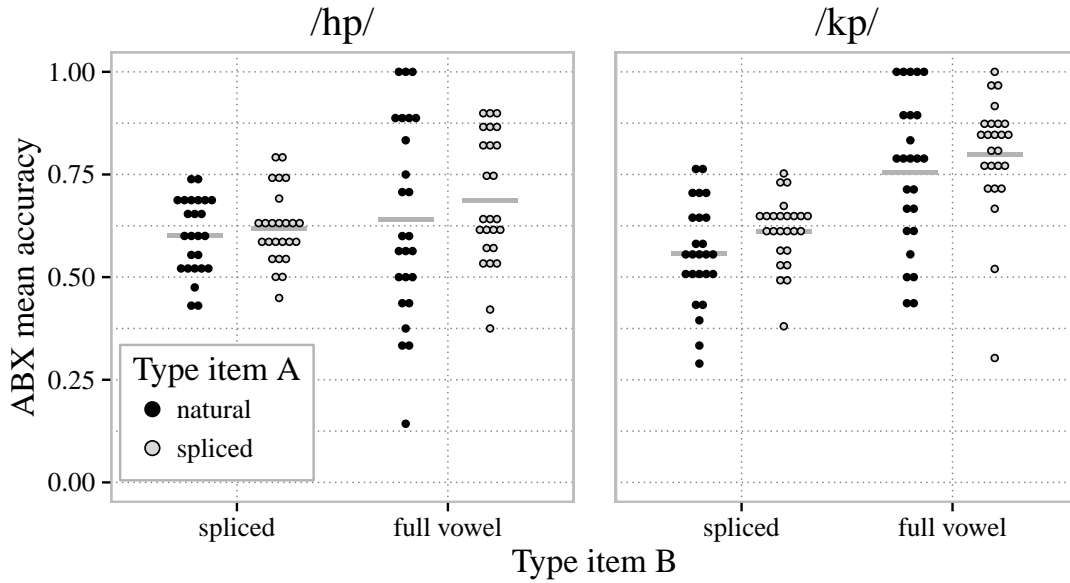 /hp/
/kp/
ABX mean accuracy
1.00
0.75
0.50
0.25
0.00
Type item A
natural
spliced
spliced
full vowel
spliced
full vowel
Type item B